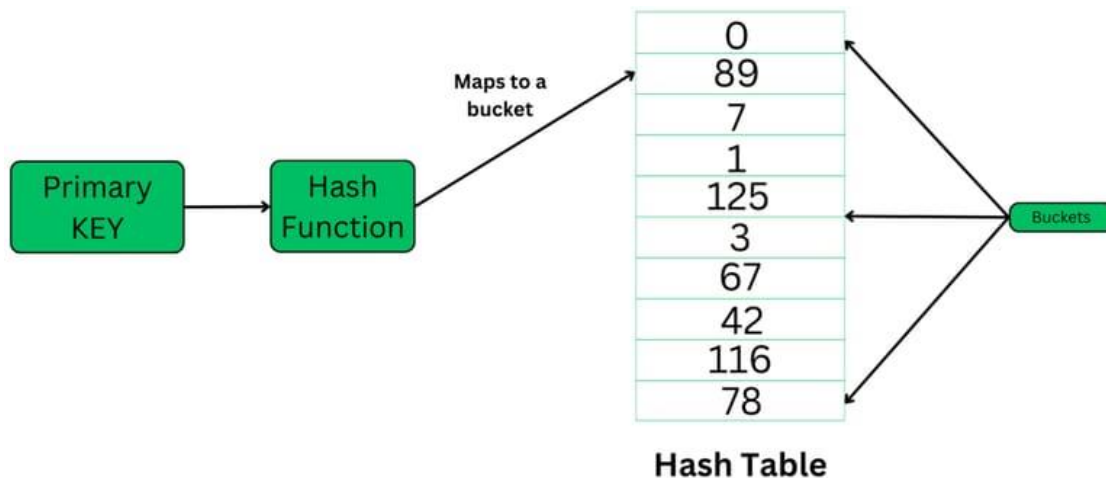 Primary
KEY
Hash
Function
Maps to a
bucket
0
89
7
1
125
3
67
42
116
78
Buckets
Hash Table